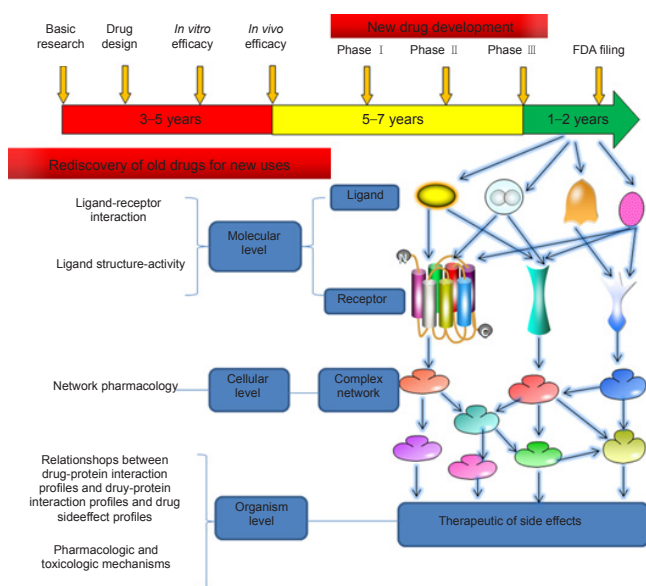 New drug development
Basic
research
Drug
design
In vitro
efficacy
In vivo
efficacy
Phase Ⅰ
Phase Ⅱ
Phase Ⅲ
FDA filing
3–5 years
5–7 years
1–2 years
Rediscovery of old drugs for new uses
Ligand-receptor
interaction
Ligand structure-activity
Molecular
level
Ligand
Receptor
N
C
Network pharmacology
Cellular
level
Complex
network
Relationshops between
drug-protein interaction
profiles and druy-protein
interaction profiles and drug
sideeffect profiles
Pharmacologic and
toxicologic mechanisms
Organism
level
Therapeutic of side effects